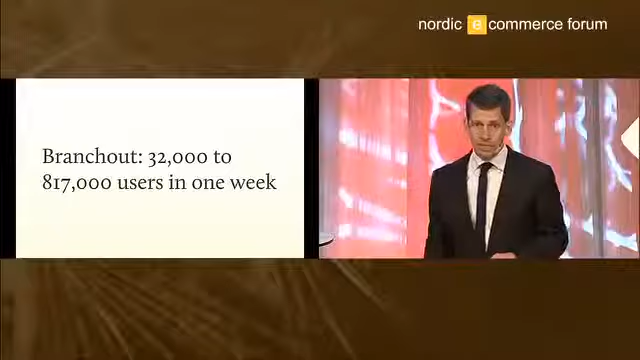 nordic e commerce forum
Branchout: 32,000 to
817,000 users in one week